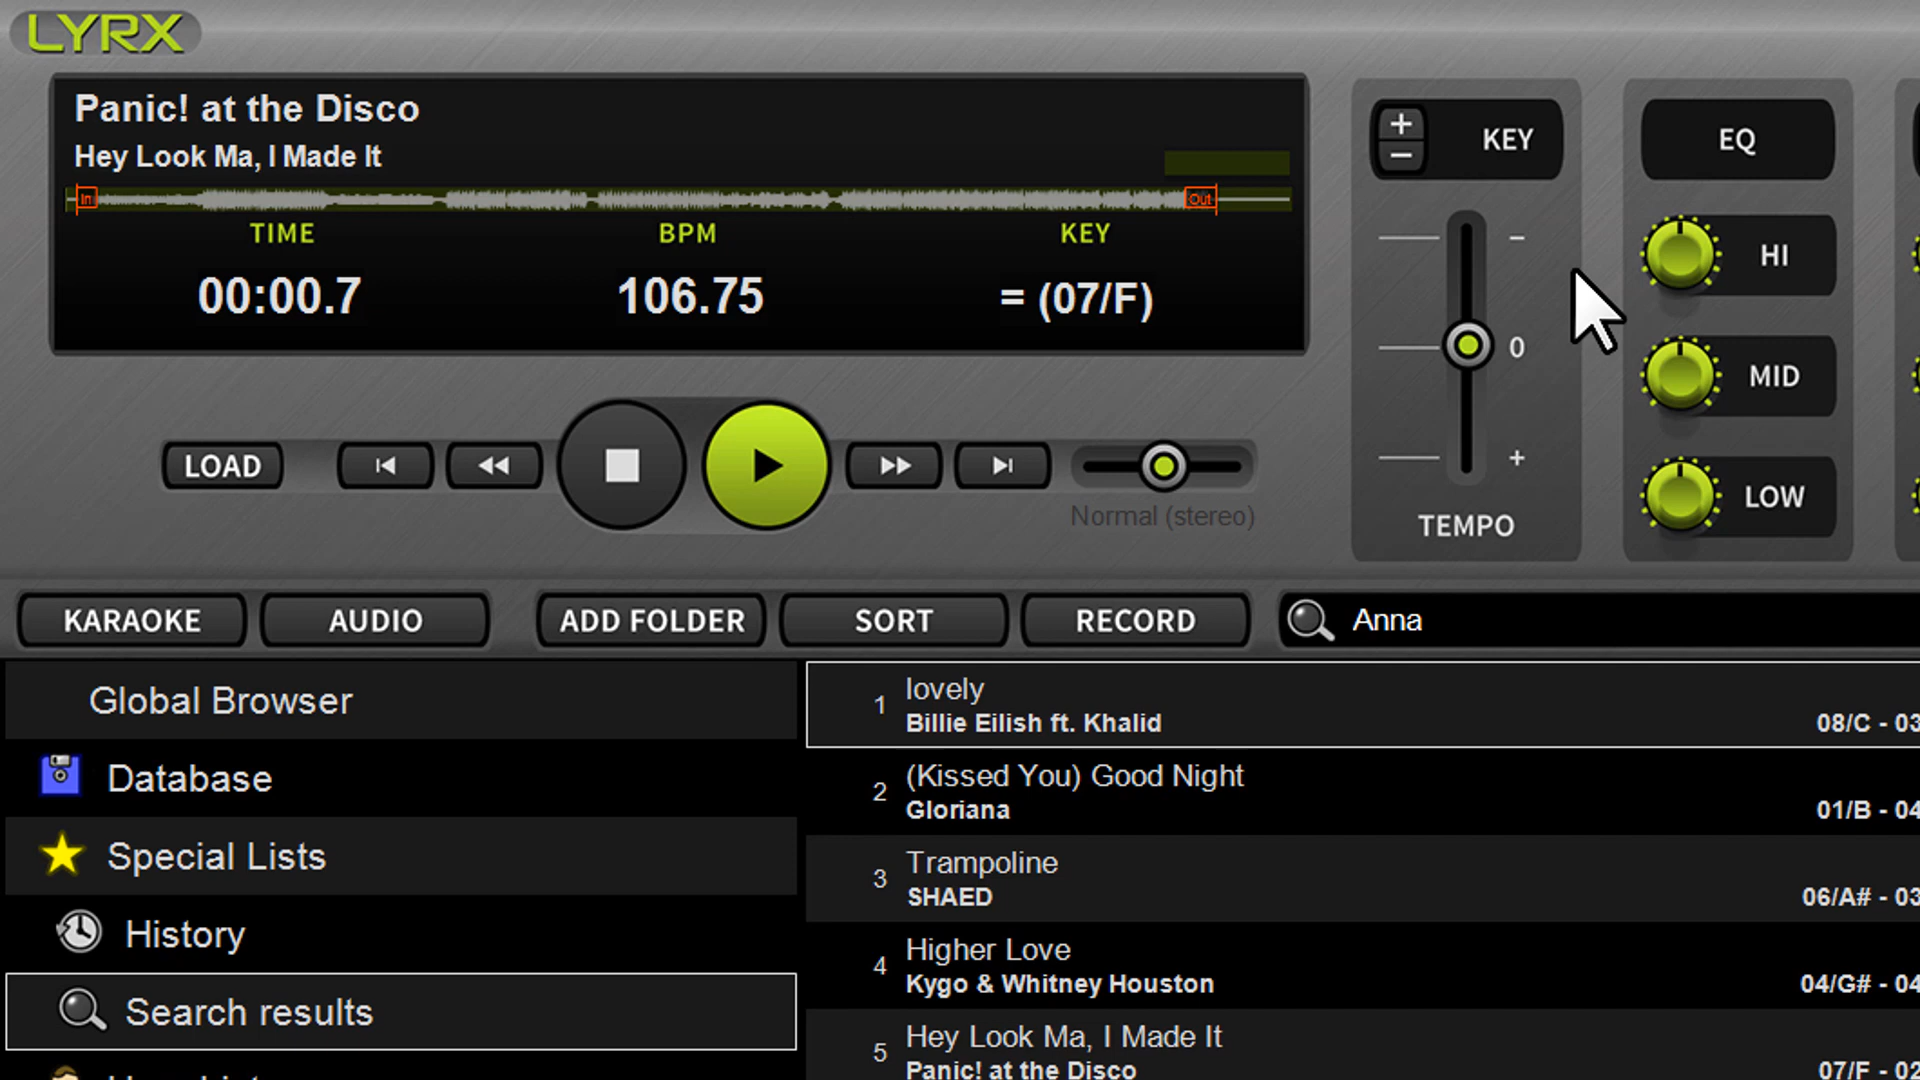 LYRX
Panic! at the Disco
Hey Look Ma, I Made It
In
Out
TIME BPM KEY
00:00.7 106.75 = (07/F)
+
−
KEY
−
0
+
TEMPO
EQ
HI
MID
LOW
LOAD
Normal (stereo)
KARAOKE AUDIO ADD FOLDER SORT RECORD Anna
Global Browser
Database
Special Lists
History
Search results
1 lovely
Billie Eilish ft. Khalid 08/C - 03
2 (Kissed You) Good Night
Gloriana 01/B - 04
3 Trampoline
SHAED 06/A# - 03
4 Higher Love
Kygo & Whitney Houston 04/G# - 04
5 Hey Look Ma, I Made It
Panic! at the Disco 07/F - 02